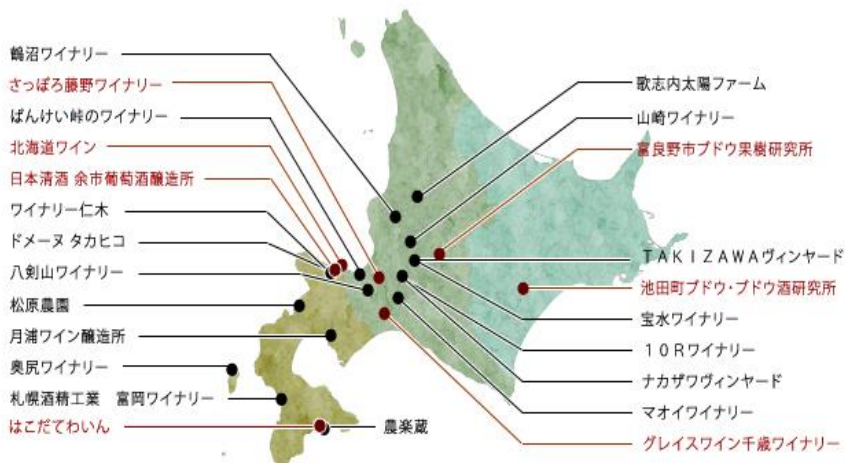 鶴沼ワイナリー
さっぽろ藤野ワイナリー
ばんけい峠のワイナリー
北海道ワイン
日本清酒 余市葡萄酒醸造所
ワイナリー仁木
ドメーヌ タカヒコ
八剣山ワイナリー
松原農園
月浦ワイン醸造所
奥尻ワイナリー
札幌酒精工業　富岡ワイナリー
はこだてわいん
農楽蔵
歌志内太陽ファーム
山崎ワイナリー
富良野市ブドウ果樹研究所
ＴＡＫＩＺＡＷＡヴィンヤード
池田町ブドウ・ブドウ酒研究所
宝水ワイナリー
１０Ｒワイナリー
ナカザワヴィンヤード
マオイワイナリー
グレイスワイン千歳ワイナリー